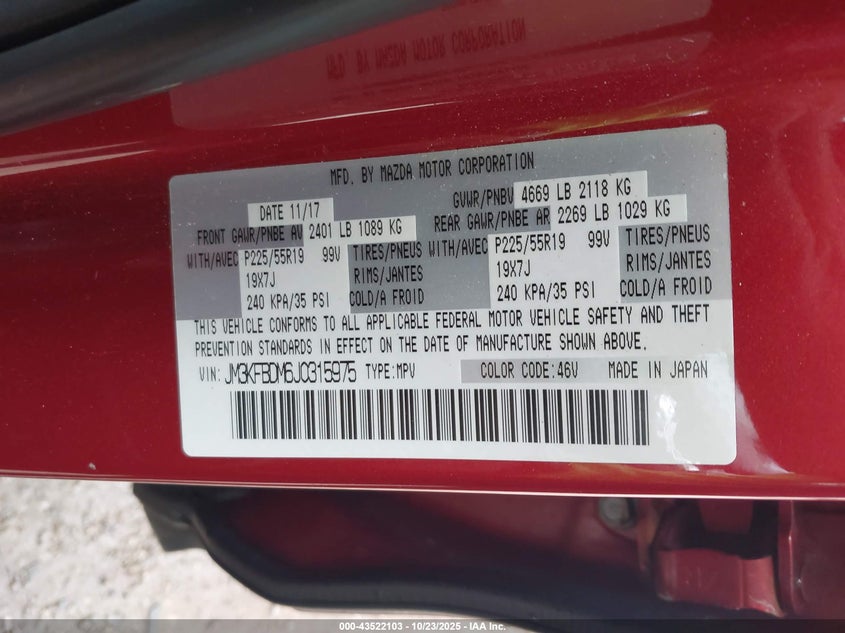 MFD. BY MAZDA MOTOR CORPORATION
MFD. BY MAZDA MOTOR CORPORATION
DATE 11/17 GVWR/PNBV 4669 LB 2118 KG
FRONT GAWR/PNBE AV 2401 LB 1089 KG REAR GAWR/PNBE AR 2269 LB 1029 KG
WITH/AVEC P225/55R19 99V TIRES/PNEUS WITH/AVEC P225/55R19 99V TIRES/PNEUS
19X7J RIMS/JANTES 19X7J RIMS/JANTES
240 KPA/35 PSI COLD/A FROID 240 KPA/35 PSI COLD/A FROID
THIS VEHICLE CONFORMS TO ALL APPLICABLE FEDERAL MOTOR VEHICLE SAFETY AND THEFT
PREVENTION STANDARDS IN EFFECT ON THE DATE OF MANUFACTURE SHOWN ABOVE.
VIN: JM3KFBDM6J0315975 TYPE:MPV COLOR CODE:46V MADE IN JAPAN
000-43522103 - 10/23/2025 - IAA Inc.